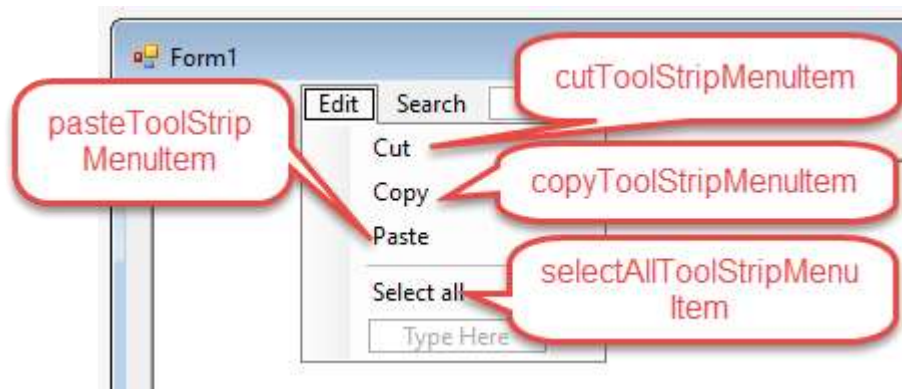 Form1
cutToolStripMenuItem
Edit Search
pasteToolStrip
MenuItem
Cut
Copy
copyToolStripMenuItem
Paste
selectAllToolStripMenu
Item
Select all
Type Here